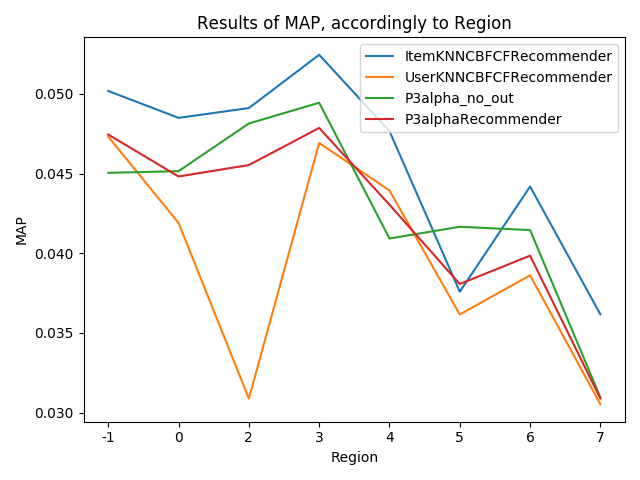 Results of MAP, accordingly to Region
ItemKNNCBFCFRecommender
UserKNNCBFCFRecommender
P3alpha_no_out
P3alphaRecommender
0.050
0.045
0.040
0.035
0.030
MAP
-1 0 2 3 4 5 6 7
Region